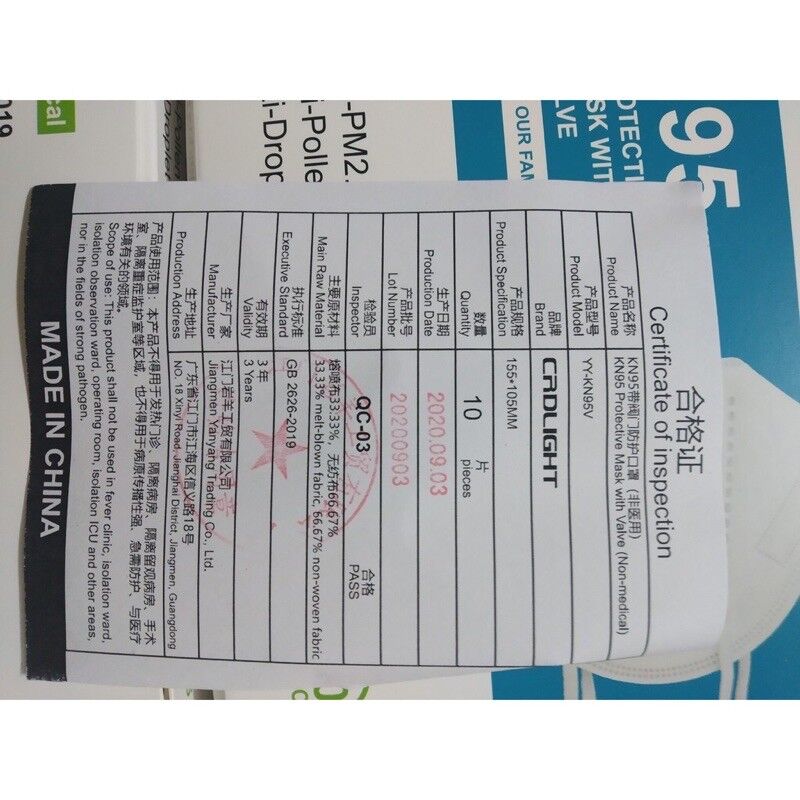 合格证
Certificate of inspection
产品名称 KN95带阀门防护口罩（非医用）
Product Name KN95 Protective Mask with Valve (Non-medical)
产品型号 YY-KN95V
Product Model
品牌 CRDLIGHT
Brand
产品规格 155*105MM
Product Specification
数量 10 片
Quantity pieces
生产日期 2020.09.03
Production Date
产品批号 20200903
Lot Number
检验员 QC-03 合格
Inspector PASS
主要原材料 熔喷布33.33%，无纺布66.67%
Main Raw Material 33.33% melt-blown fabric, 66.67% non-woven fabric
执行标准 GB 2626-2019
Executive Standard
有效期 3年
Validity 3 Years
生产厂家 江门岩羊工贸有限公司
Manufacturer Jiangmen Yanyang Trading Co., Ltd.
生产地址 广东省江门市江海区信义路18号
Production Address NO. 18 Xinyi Road, Jianghai District, Jiangmen, Guangdong
产品使用范围：本产品不得用于发热门诊、隔离病房、隔离留观病房、手术
室、隔离重症监护室等区域，也不得用于病原传播性强、急需防护、与医疗
环境有关的领域。
Scope of use: This product shall not be used in fever clinic, isolation ward,
isolation observation ward, operating room, isolation ICU and other areas,
nor in the fields of strong pathogen.
MADE IN CHINA
95
SK WIT
LVE
OUR FAM
-PM2.
i-Polle
i-Drop
cal
019